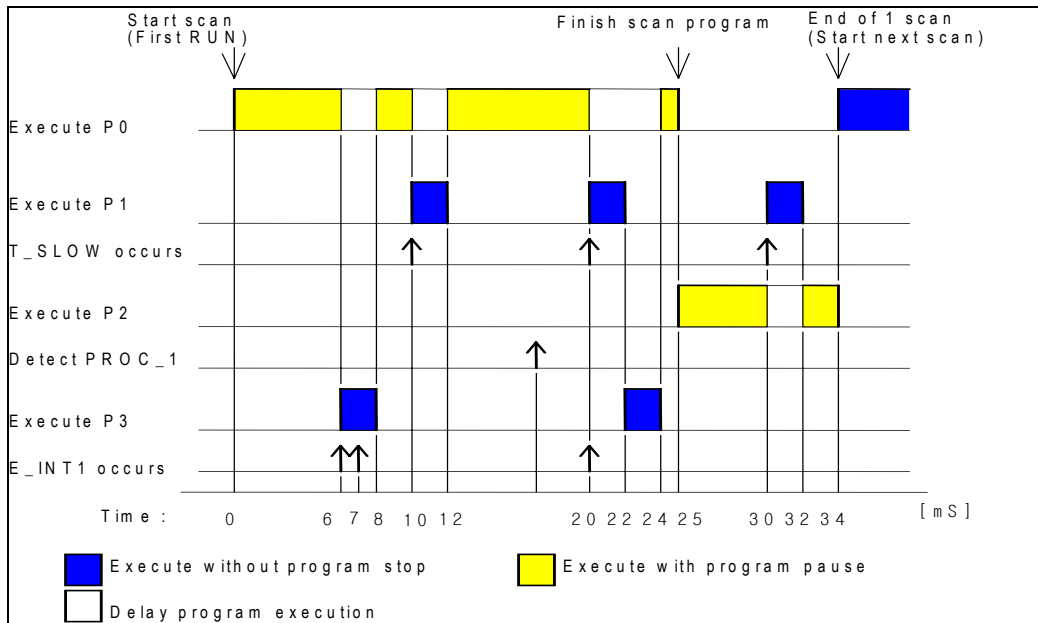 Start scan
(First RUN)
Finish scan program
End of 1 scan
(Start next scan)
Execute P0
Execute P1
T_SLOW occurs
Execute P2
Detect PROC_1
Execute P3
E_INT1 occurs
Time : 0 6 7 8 10 12 20 22 24 25 30 32 34 [mS]
Execute without program stop
Execute with program pause
Delay program execution